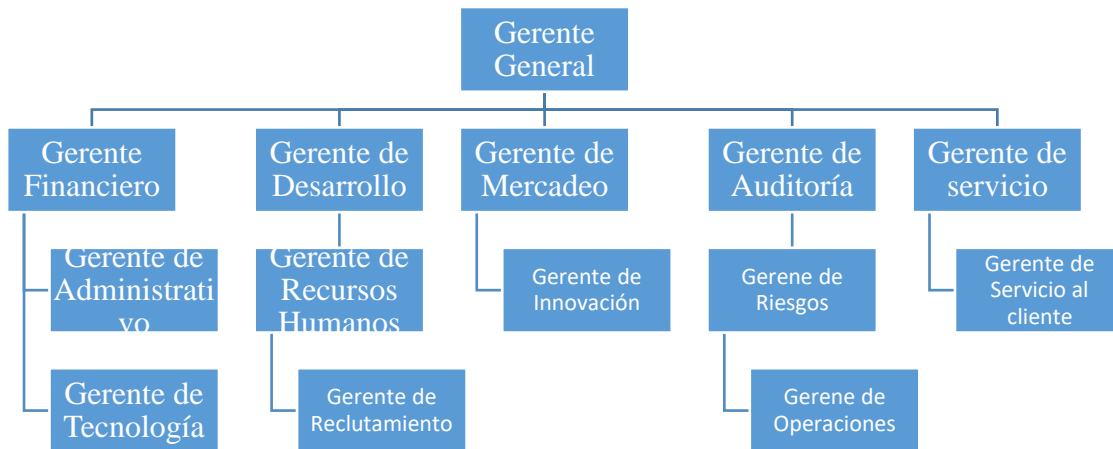 Gerente
General
Gerente
Financiero
Gerente de
Desarrollo
Gerente de
Mercadeo
Gerente de
Auditoría
Gerente de
servicio
Gerente de
Administrati
vo
Gerente de
Recursos
Humanos
Gerente de
Innovación
Gerene de
Riesgos
Gerente de
Servicio al
cliente
Gerente de
Tecnología
Gerente de
Reclutamiento
Gerene de
Operaciones